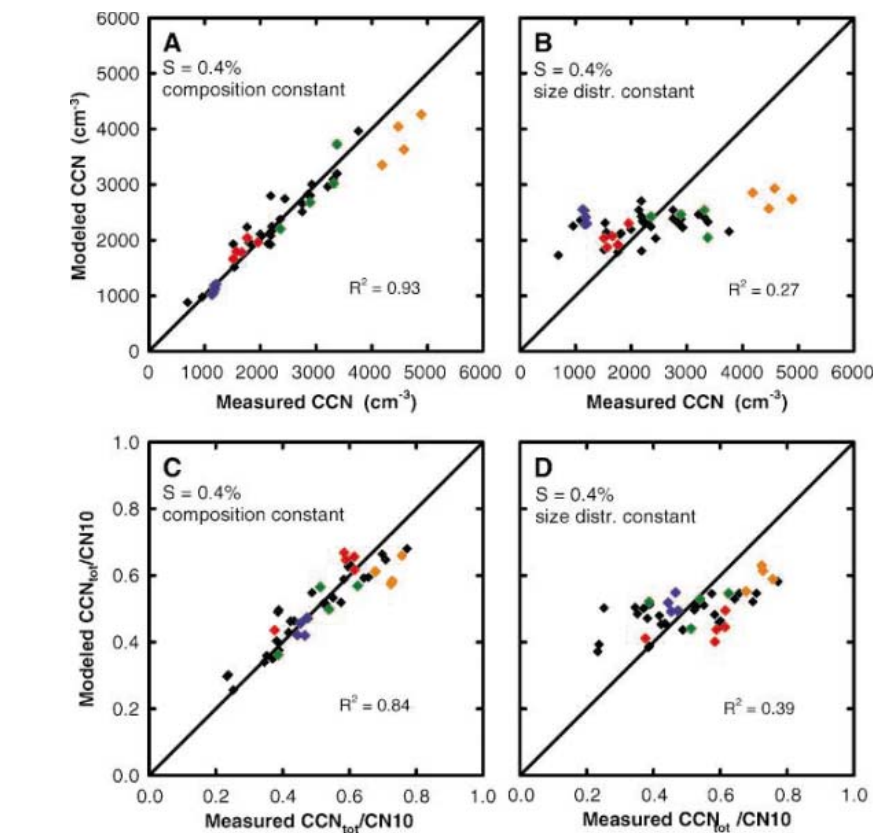 A
S = 0.4%
composition constant
R² = 0.93
Modeled CCN (cm⁻³)
6000
5000
4000
3000
2000
1000
0
0 1000 2000 3000 4000 5000 6000
Measured CCN (cm⁻³)
B
S = 0.4%
size distr. constant
R² = 0.27
0 1000 2000 3000 4000 5000 6000
Measured CCN (cm⁻³)
C
S = 0.4%
composition constant
R² = 0.84
Modeled CCNtot/CN10
1.0
0.8
0.6
0.4
0.2
0.0
0.0 0.2 0.4 0.6 0.8 1.0
Measured CCNtot/CN10
D
S = 0.4%
size distr. constant
R² = 0.39
0.0 0.2 0.4 0.6 0.8 1.0
Measured CCNtot /CN10